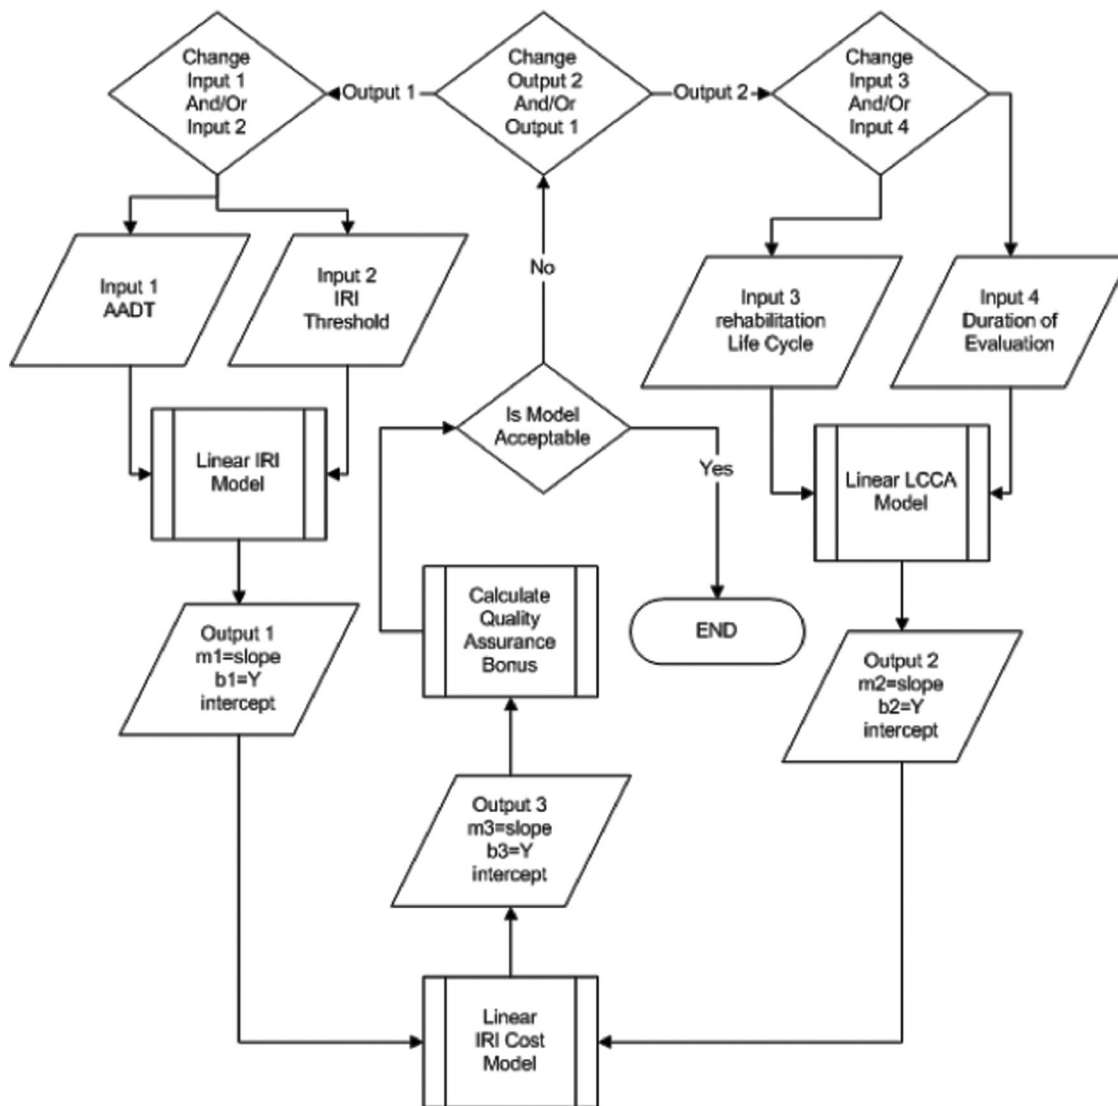 Change
Input 1
And/Or
Input 2
Output 1
Change
Output 2
And/Or
Output 1
Output 2
Change
Input 3
And/Or
Input 4
Input 1
AADT
Input 2
IRI
Threshold
No
Input 3
rehabilitation
Life Cycle
Input 4
Duration of
Evaluation
Is Model
Acceptable
Yes
Linear IRI
Model
Linear LCCA
Model
Calculate
Quality
Assurance
Bonus
END
Output 1
m1=slope
b1=Y
intercept
Output 2
m2=slope
b2=Y
intercept
Output 3
m3=slope
b3=Y
intercept
Linear
IRI Cost
Model